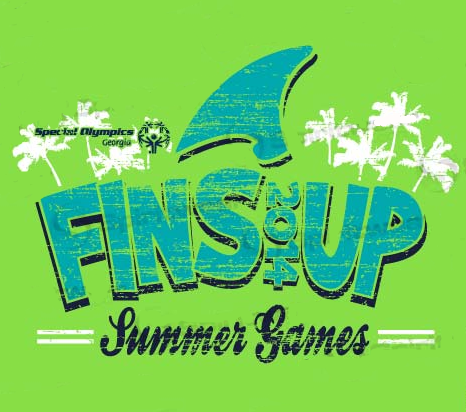 Special Olympics
Georgia
FINS 2014 UP
Summer Games